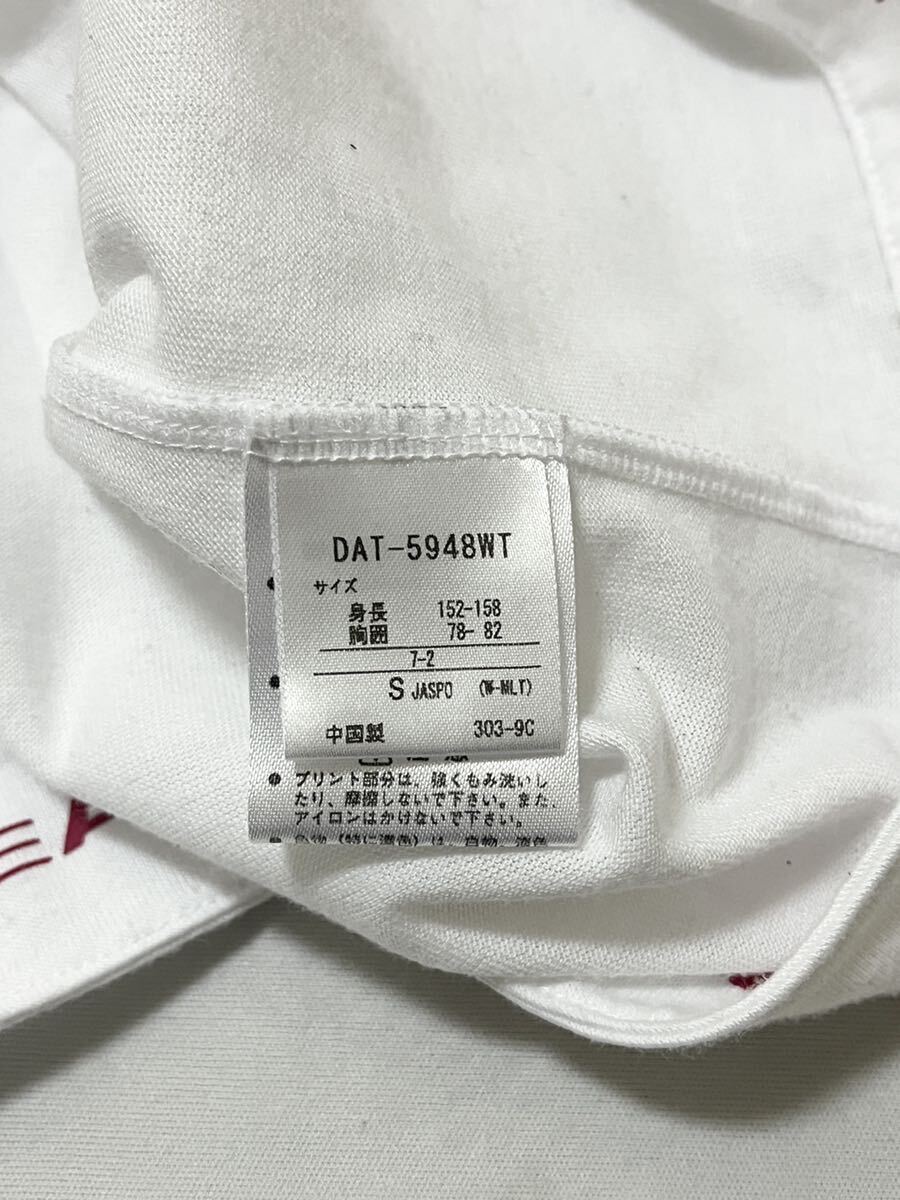 DAT-5948WT
サイズ
身長 152-158
胸囲 78- 82
7-2
S JASPO (W-MLT)
中国製 303-9C
● プリント部分は、強くもみ洗いし
たり、摩擦しないで下さい。また、
アイロンはかけないで下さい。
EA